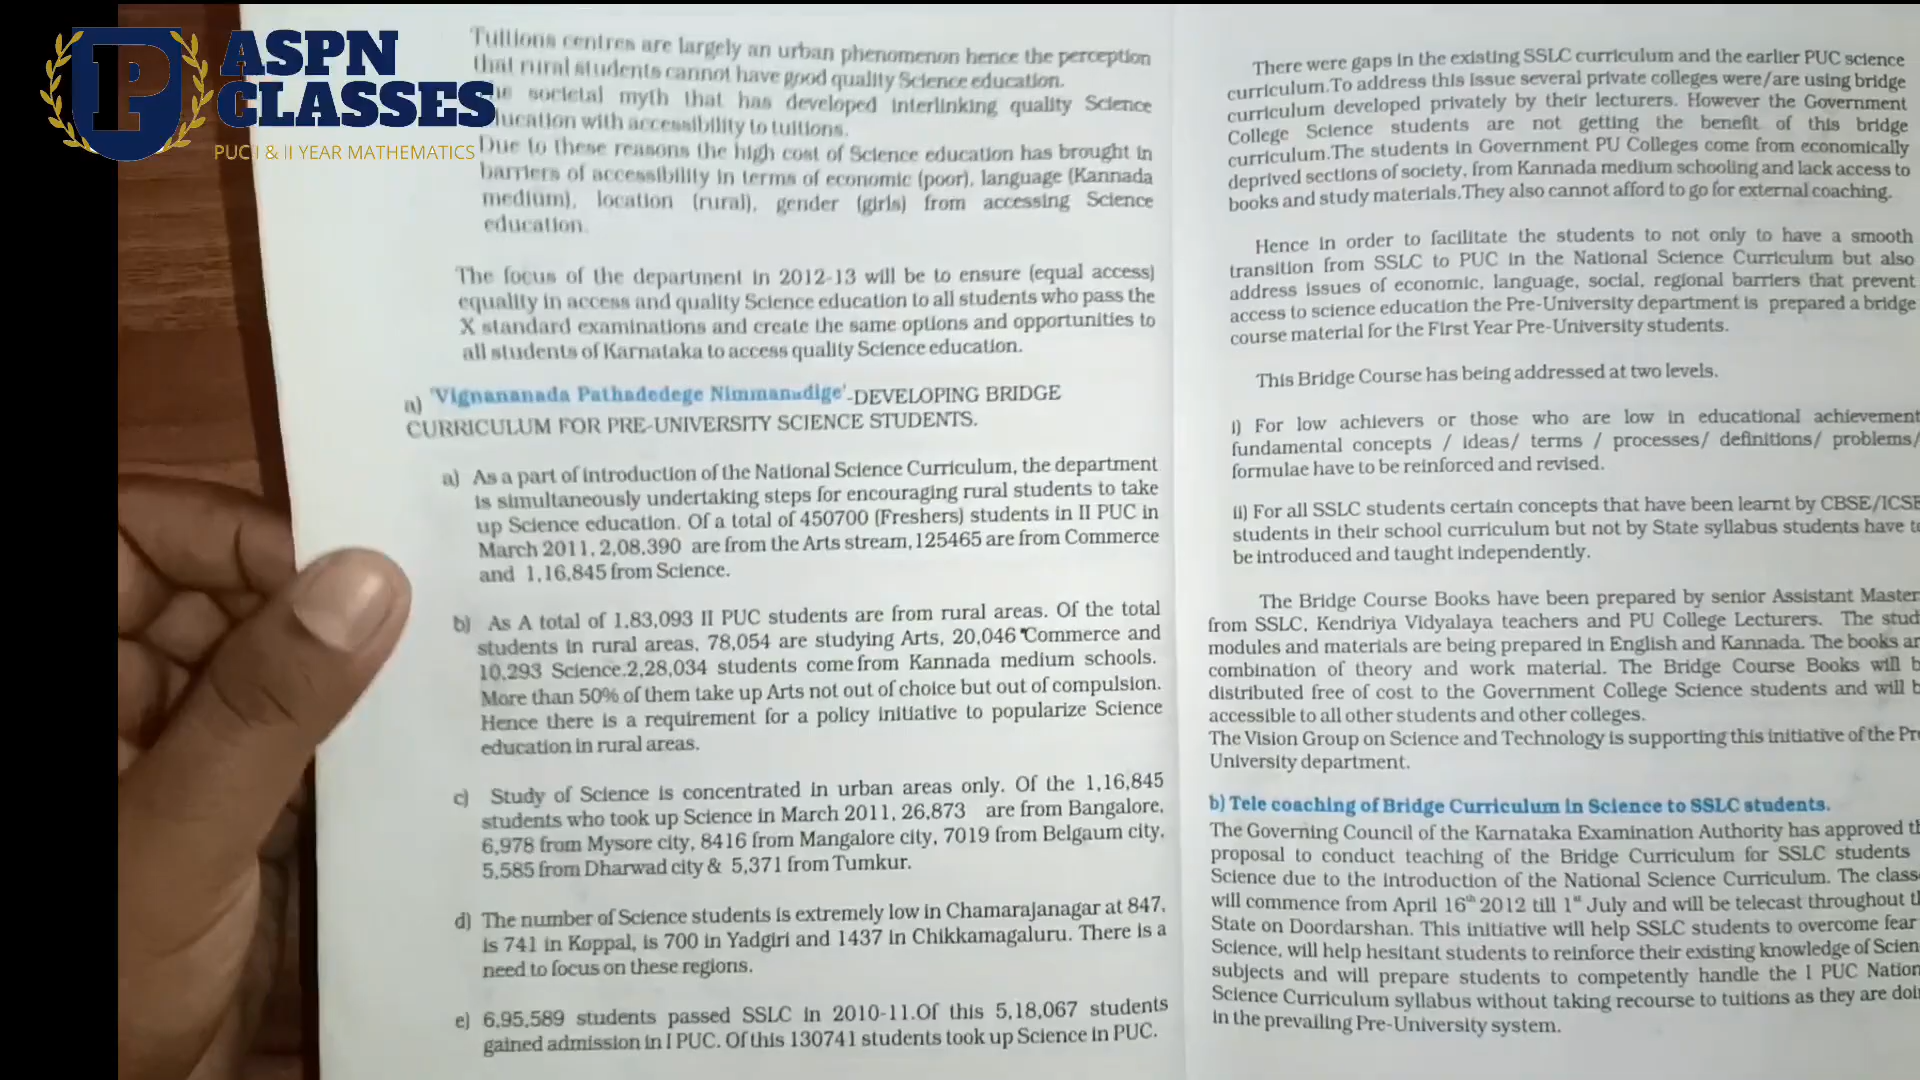 P
ASPN
CLASSES
PUC I & II YEAR MATHEMATICS
Tuitions centres are largely an urban phenomenon hence the perception
that rural students cannot have good quality Science education.
societal myth that has developed interlinking quality Science
ucation with accessibility to tuitions.
Due to these reasons the high cost of Science education has brought in
barriers of accessibility in terms of economic (poor), language (Kannada
medium), location (rural), gender (girls) from accessing Science
education.
The focus of the department in 2012-13 will be to ensure (equal access)
equality in access and quality Science education to all students who pass the
X standard examinations and create the same options and opportunities to
all students of Karnataka to access quality Science education.
a) 'Vignananada Pathadedege Nimmanadige'-DEVELOPING BRIDGE
CURRICULUM FOR PRE-UNIVERSITY SCIENCE STUDENTS.
a) As a part of introduction of the National Science Curriculum, the department
is simultaneously undertaking steps for encouraging rural students to take
up Science education. Of a total of 450700 (Freshers) students in II PUC in
March 2011, 2,08,390 are from the Arts stream, 125465 are from Commerce
and 1,16,845 from Science.
b) As A total of 1,83,093 II PUC students are from rural areas. Of the total
students in rural areas, 78,054 are studying Arts, 20,046 Commerce and
10,293 Science.2,28,034 students come from Kannada medium schools.
More than 50% of them take up Arts not out of choice but out of compulsion.
Hence there is a requirement for a policy initiative to popularize Science
education in rural areas.
c) Study of Science is concentrated in urban areas only. Of the 1,16,845
students who took up Science in March 2011, 26,873 are from Bangalore,
6,978 from Mysore city, 8416 from Mangalore city, 7019 from Belgaum city,
5,585 from Dharwad city & 5,371 from Tumkur.
d) The number of Science students is extremely low in Chamarajanagar at 847,
is 741 in Koppal, is 700 in Yadgiri and 1437 in Chikkamagaluru. There is a
need to focus on these regions.
e) 6,95,589 students passed SSLC in 2010-11.Of this 5,18,067 students
gained admission in I PUC. Of this 130741 students took up Science in PUC.
There were gaps in the existing SSLC curriculum and the earlier PUC science
curriculum.To address this issue several private colleges were/are using bridge
curriculum developed privately by their lecturers. However the Government
College Science students are not getting the benefit of this bridge
curriculum.The students in Government PU Colleges come from economically
deprived sections of society, from Kannada medium schooling and lack access to
books and study materials.They also cannot afford to go for external coaching.
Hence in order to facilitate the students to not only to have a smooth
transition from SSLC to PUC in the National Science Curriculum but also
address issues of economic, language, social, regional barriers that prevent
access to science education the Pre-University department is prepared a bridge
course material for the First Year Pre-University students.
This Bridge Course has being addressed at two levels.
i) For low achievers or those who are low in educational achievement
fundamental concepts / ideas/ terms / processes/ definitions/ problems/
formulae have to be reinforced and revised.
ii) For all SSLC students certain concepts that have been learnt by CBSE/ICSE
students in their school curriculum but not by State syllabus students have t
be introduced and taught independently.
The Bridge Course Books have been prepared by senior Assistant Master
from SSLC, Kendriya Vidyalaya teachers and PU College Lecturers. The stud
modules and materials are being prepared in English and Kannada. The books ar
combination of theory and work material. The Bridge Course Books will b
distributed free of cost to the Government College Science students and will b
accessible to all other students and other colleges.
The Vision Group on Science and Technology is supporting this initiative of the Pre
University department.
b) Tele coaching of Bridge Curriculum in Science to SSLC students.
The Governing Council of the Karnataka Examination Authority has approved th
proposal to conduct teaching of the Bridge Curriculum for SSLC students
Science due to the introduction of the National Science Curriculum. The classe
will commence from April 16th 2012 till 1st July and will be telecast throughout th
State on Doordarshan. This initiative will help SSLC students to overcome fear
Science, will help hesitant students to reinforce their existing knowledge of Scien
subjects and will prepare students to competently handle the I PUC Nation
Science Curriculum syllabus without taking recourse to tuitions as they are doi
in the prevailing Pre-University system.